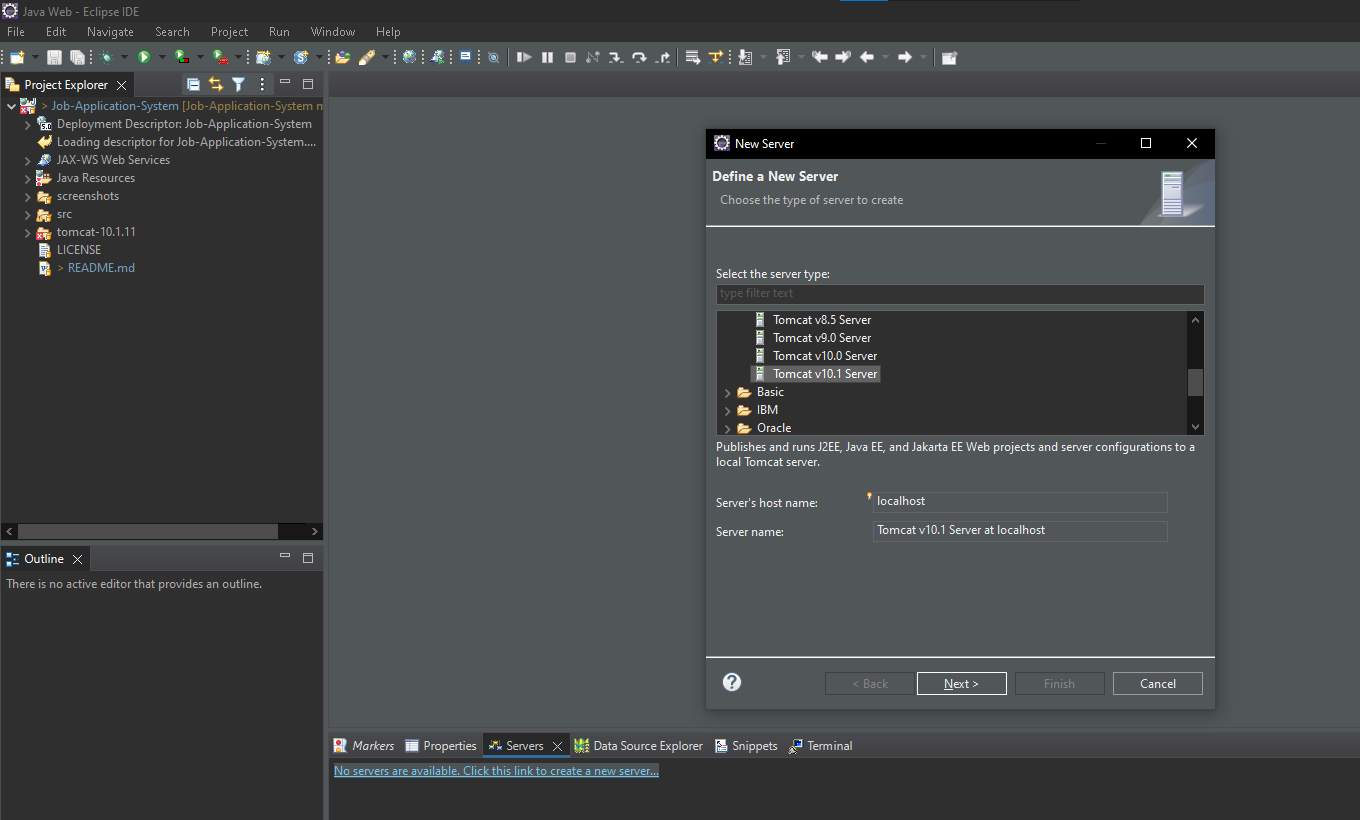 Java Web - Eclipse IDE
File Edit Navigate Search Project Run Window Help
Project Explorer
> Job-Application-System [Job-Application-System m
Deployment Descriptor: Job-Application-System
Loading descriptor for Job-Application-System....
JAX-WS Web Services
Java Resources
screenshots
src
tomcat-10.1.11
LICENSE
> README.md
Outline
There is no active editor that provides an outline.
New Server
Define a New Server
Choose the type of server to create
Select the server type:
type filter text
Tomcat v8.5 Server
Tomcat v9.0 Server
Tomcat v10.0 Server
Tomcat v10.1 Server
Basic
IBM
Oracle
Publishes and runs J2EE, Java EE, and Jakarta EE Web projects and server configurations to a
local Tomcat server.
Server's host name: localhost
Server name: Tomcat v10.1 Server at localhost
< Back Next > Finish Cancel
Markers Properties Servers Data Source Explorer Snippets Terminal
No servers are available. Click this link to create a new server...